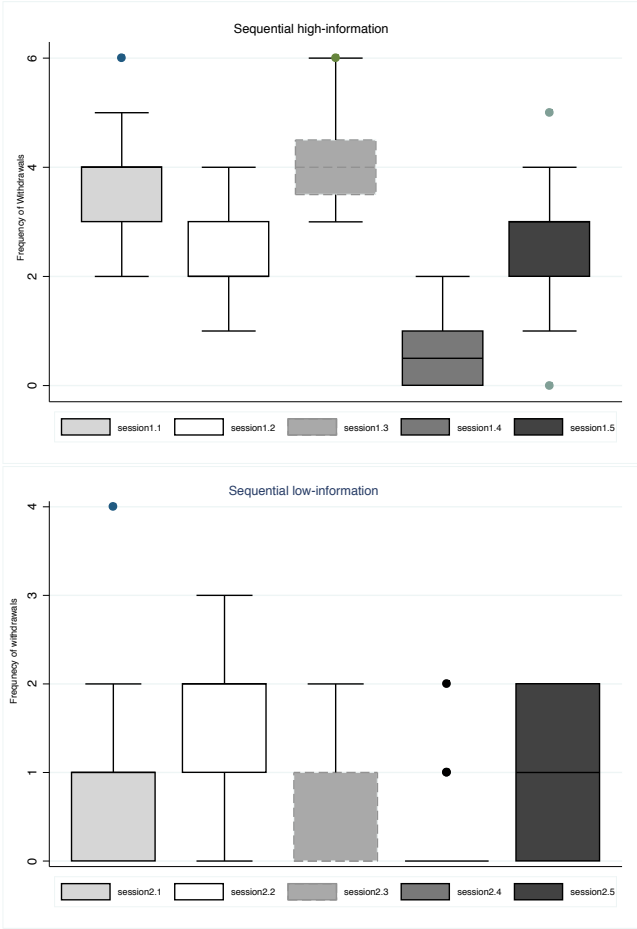 Sequential high-information
Frequency of Withdrawals
6
4
2
0
session1.1 session1.2 session1.3 session1.4 session1.5
Sequential low-information
Frequnecy of withdrawals
4
3
2
1
0
session2.1 session2.2 session2.3 session2.4 session2.5